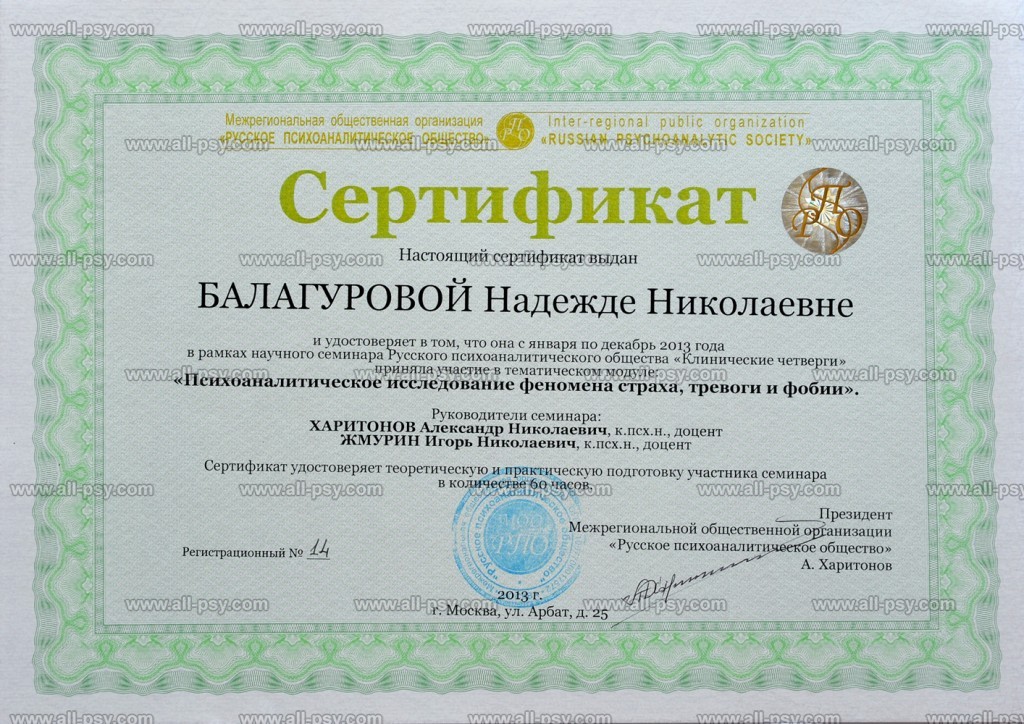 Межрегиональная общественная организация
«РУССКОЕ ПСИХОАНАЛИТИЧЕСКОЕ ОБЩЕСТВО»
Inter-regional public organization
«RUSSIAN PSYCHOANALYTIC SOCIETY»
Сертификат
Настоящий сертификат выдан
БАЛАГУРОВОЙ Надежде Николаевне
и удостоверяет в том, что она с января по декабрь 2013 года
в рамках научного семинара Русского психоаналитического общества «Клинические четверги»
приняла участие в тематическом модуле:
«Психоаналитическое исследование феномена страха, тревоги и фобии».
Руководители семинара:
ХАРИТОНОВ Александр Николаевич, к.псх.н., доцент
ЖМУРИН Игорь Николаевич, к.псх.н., доцент
Сертификат удостоверяет теоретическую и практическую подготовку участника семинара
в количестве 60 часов.
Президент
Межрегиональной общественной организации
«Русское психоаналитическое общество»
А. Харитонов
Регистрационный № 14
2013 г.
г. Москва, ул. Арбат, д. 25
РПО
www.all-psy.com